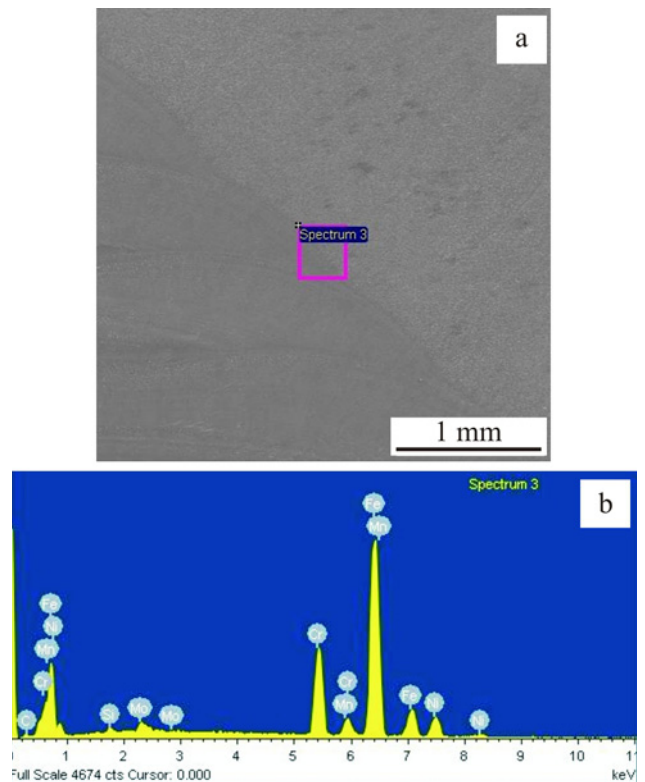 a
Spectrum 3
1 mm
Spectrum 3
b
Fe
Mn
Fe
Ni
Mn
Cr
C
Si
Mo
Mo
Cr
Cr
Mn
Fe
Ni
Ni
1 2 3 4 5 6 7 8 9 10 11
Full Scale 4674 cts Cursor: 0.000 keV